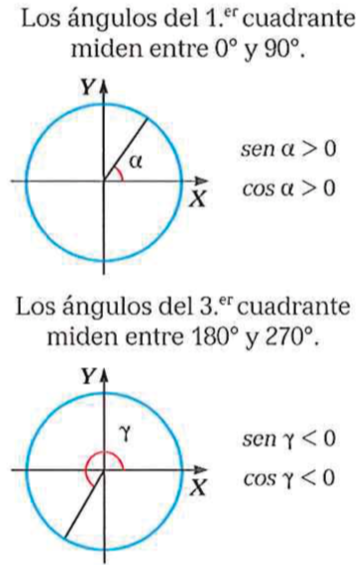 Los ángulos del 1.er cuadrante
miden entre 0° y 90°.
Y
α
X
sen α > 0
cos α > 0
Los ángulos del 3.er cuadrante
miden entre 180° y 270°.
Y
γ
X
sen γ < 0
cos γ < 0